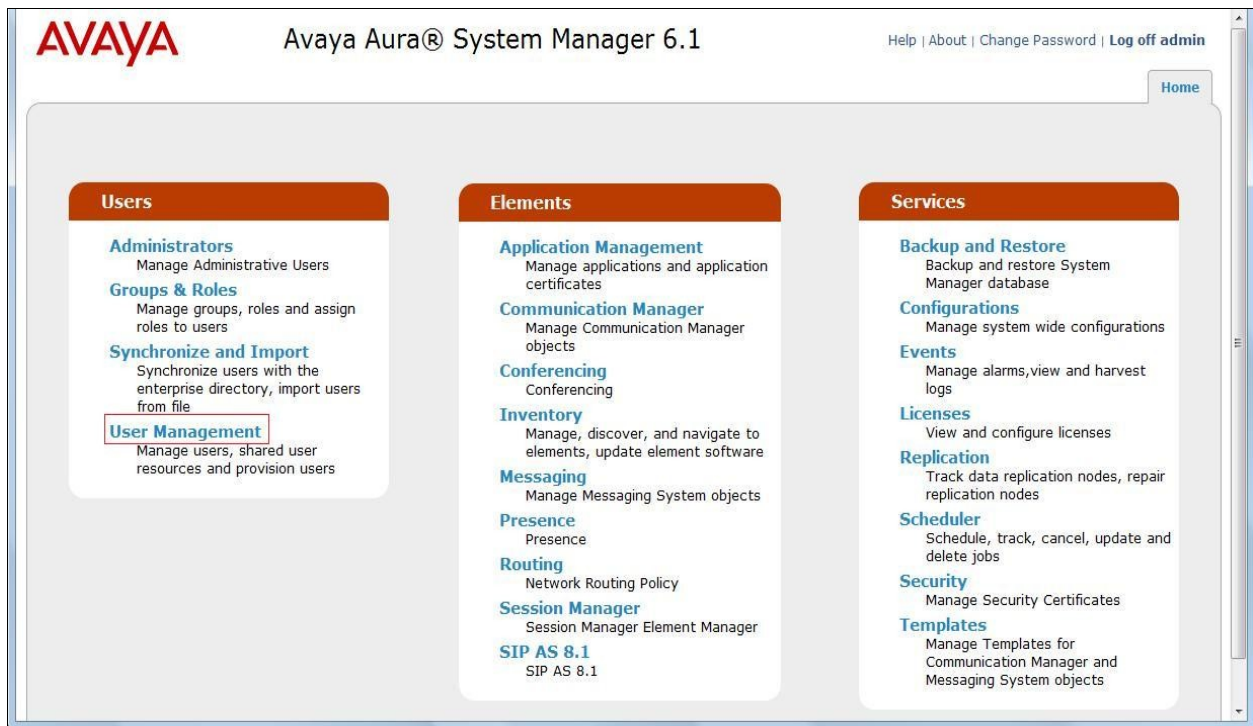 AVAYA
Avaya Aura® System Manager 6.1
Help | About | Change Password | Log off admin
Home
Users
Administrators
Manage Administrative Users
Groups & Roles
Manage groups, roles and assign
roles to users
Synchronize and Import
Synchronize users with the
enterprise directory, import users
from file
User Management
Manage users, shared user
resources and provision users
Elements
Application Management
Manage applications and application
certificates
Communication Manager
Manage Communication Manager
objects
Conferencing
Conferencing
Inventory
Manage, discover, and navigate to
elements, update element software
Messaging
Manage Messaging System objects
Presence
Presence
Routing
Network Routing Policy
Session Manager
Session Manager Element Manager
SIP AS 8.1
SIP AS 8.1
Services
Backup and Restore
Backup and restore System
Manager database
Configurations
Manage system wide configurations
Events
Manage alarms,view and harvest
logs
Licenses
View and configure licenses
Replication
Track data replication nodes, repair
replication nodes
Scheduler
Schedule, track, cancel, update and
delete jobs
Security
Manage Security Certificates
Templates
Manage Templates for
Communication Manager and
Messaging System objects